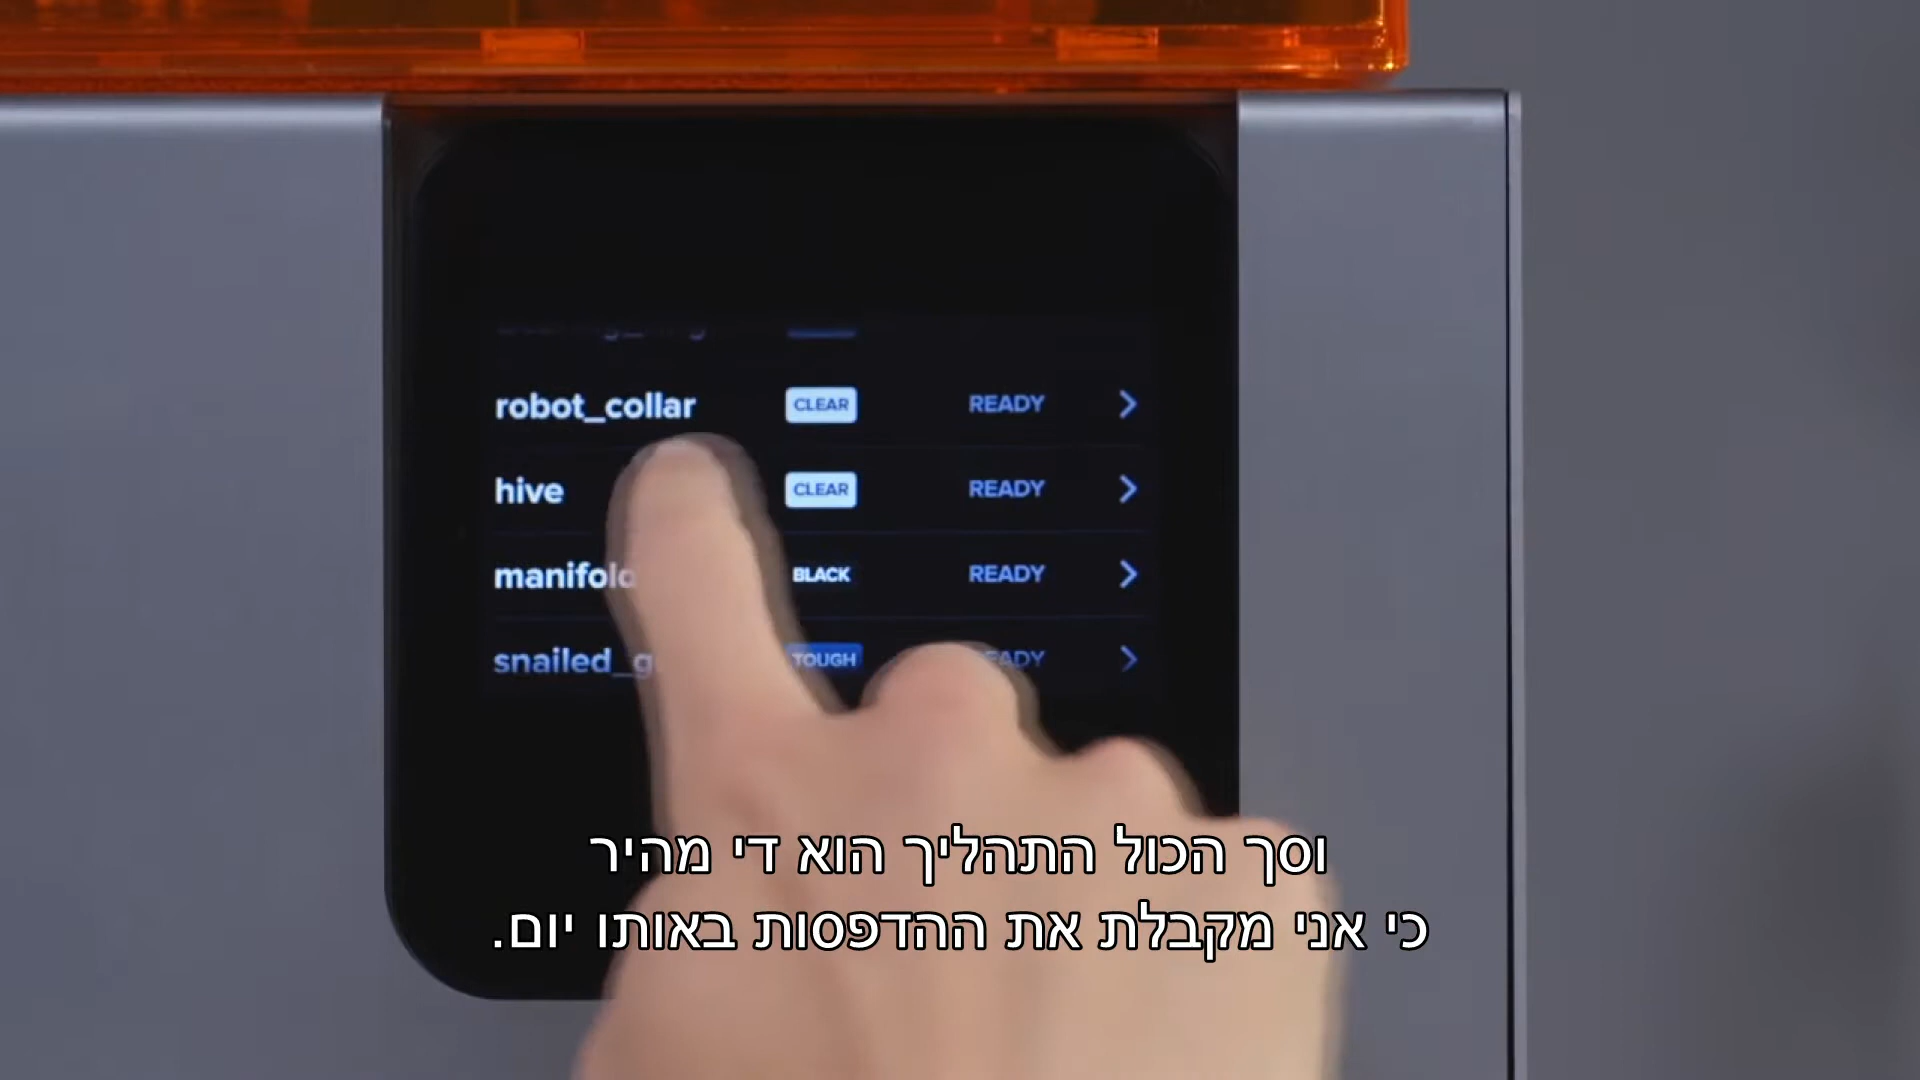 robot_collar CLEAR READY
hive CLEAR READY
BLACK READY
TOUGH
וסך הכול התהליך הוא די מהיר
כי אני מקבלת את ההדפסות באותו יום.